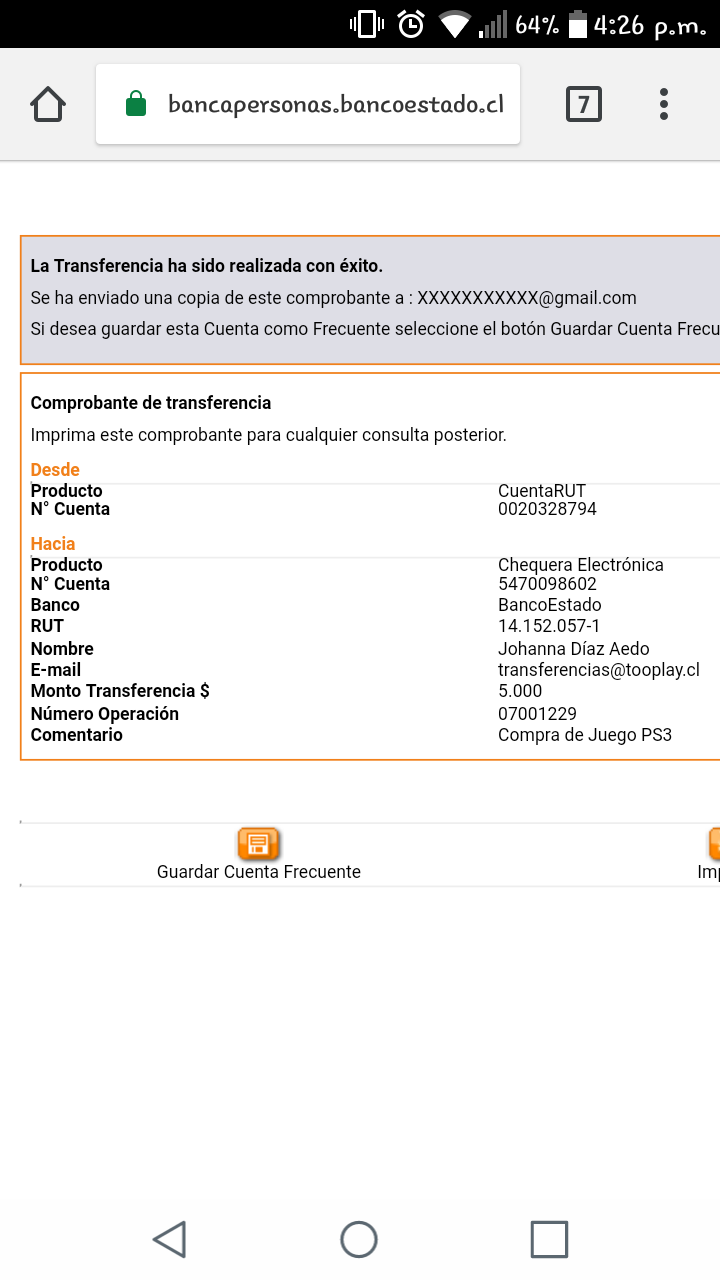 64% 4:26 p.m.
bancapersonas.bancoestado.cl 7
La Transferencia ha sido realizada con éxito.
Se ha enviado una copia de este comprobante a : XXXXXXXXXXX@gmail.com
Si desea guardar esta Cuenta como Frecuente seleccione el botón Guardar Cuenta Frecu
Comprobante de transferencia
Imprima este comprobante para cualquier consulta posterior.
Desde
Producto CuentaRUT
N° Cuenta 0020328794
Hacia
Producto Chequera Electrónica
N° Cuenta 5470098602
Banco BancoEstado
RUT 14.152.057-1
Nombre Johanna Díaz Aedo
E-mail transferencias@tooplay.cl
Monto Transferencia $ 5.000
Número Operación 07001229
Comentario Compra de Juego PS3
Guardar Cuenta Frecuente Imp